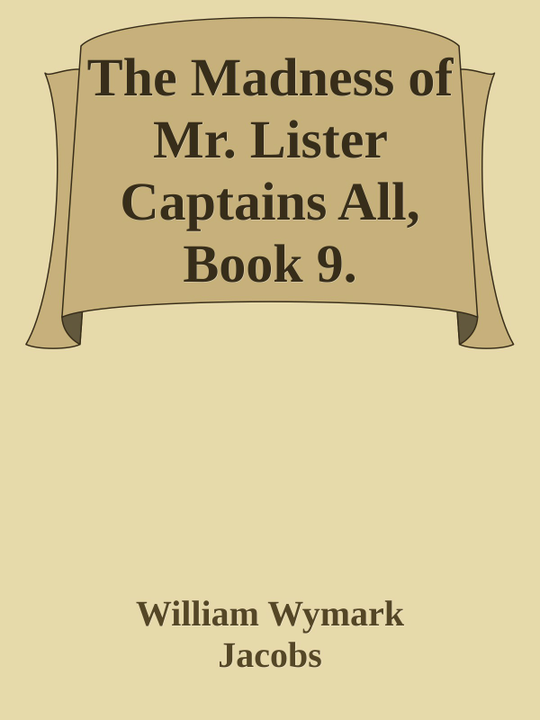 The Madness of
Mr. Lister
Captains All,
Book 9.
William Wymark
Jacobs